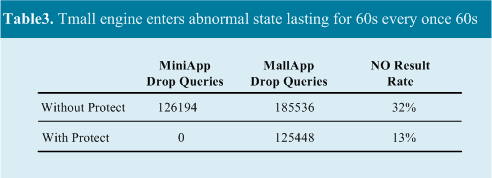 Table3. Tmall engine enters abnormal state lasting for 60s every once 60s
MiniApp Drop Queries MallApp Drop Queries NO Result Rate
Without Protect 126194 185536 32%
With Protect 0 125448 13%